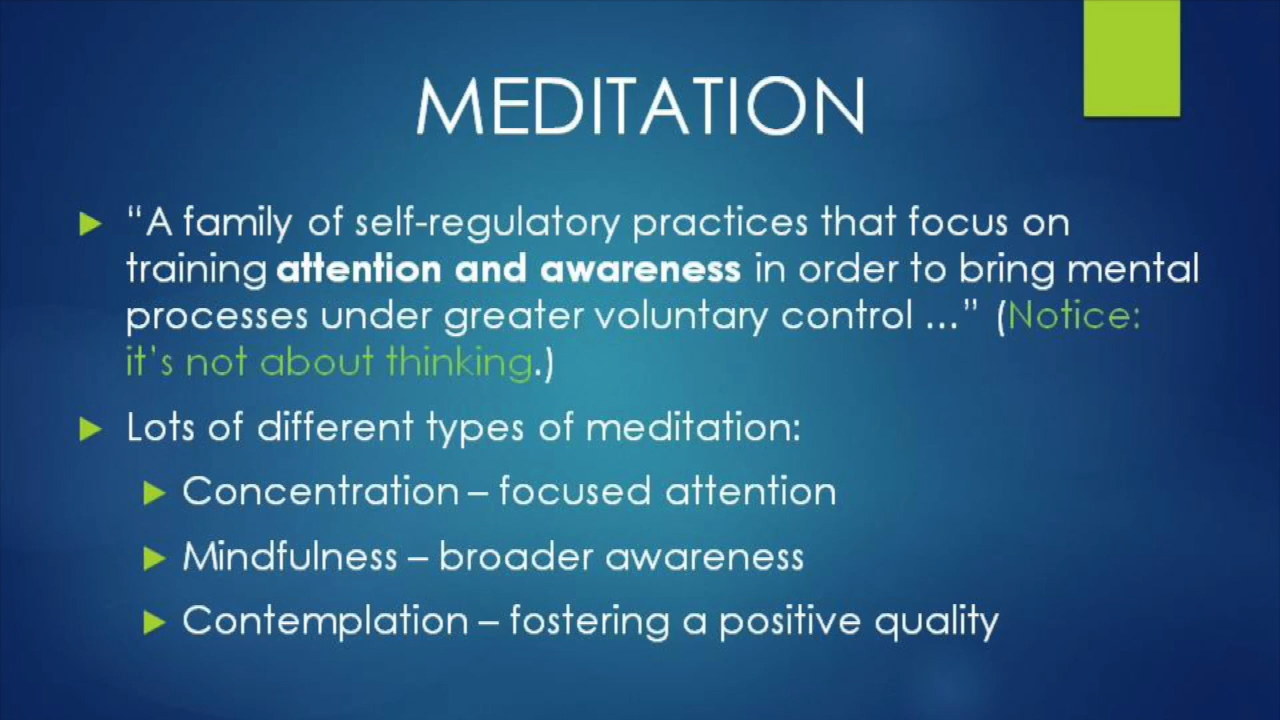 MEDITATION
“A family of self-regulatory practices that focus on
training attention and awareness in order to bring mental
processes under greater voluntary control ...” (Notice:
it’s not about thinking.)
Lots of different types of meditation:
Concentration – focused attention
Mindfulness – broader awareness
Contemplation – fostering a positive quality